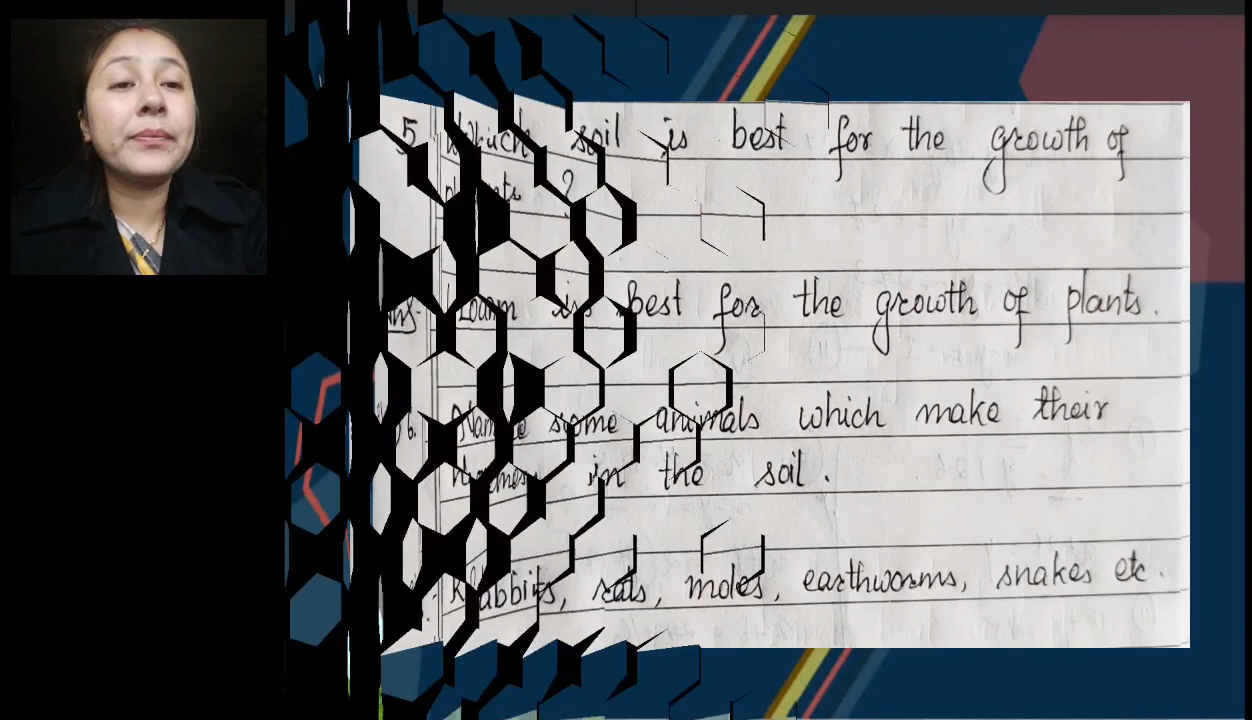 5 Which soil is best for the growth of
plants ?
Ans. Loam is best for the growth of plants.
6. Name some animals which make their
homes in the soil.
Rabbits, rats, moles, earthworms, snakes etc.